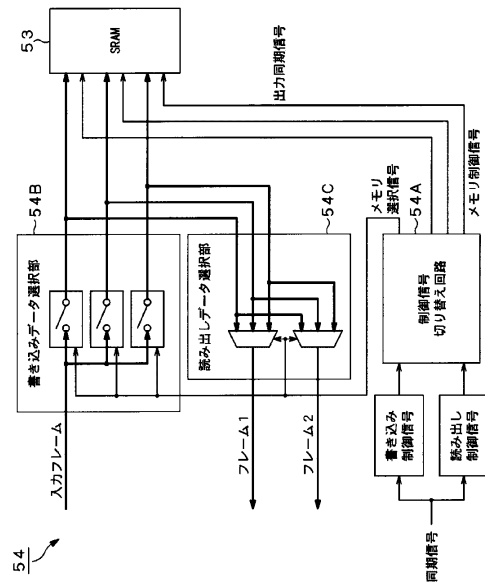 54
入力フレーム
書き込みデータ選択部
54B
53
SRAM
フレーム1
フレーム2
読み出しデータ選択部
54C
出力同期信号
メモリ
選択信号
54A
メモリ制御信号
制御信号
切り替え回路
書き込み
制御信号
読み出し
制御信号
同期信号